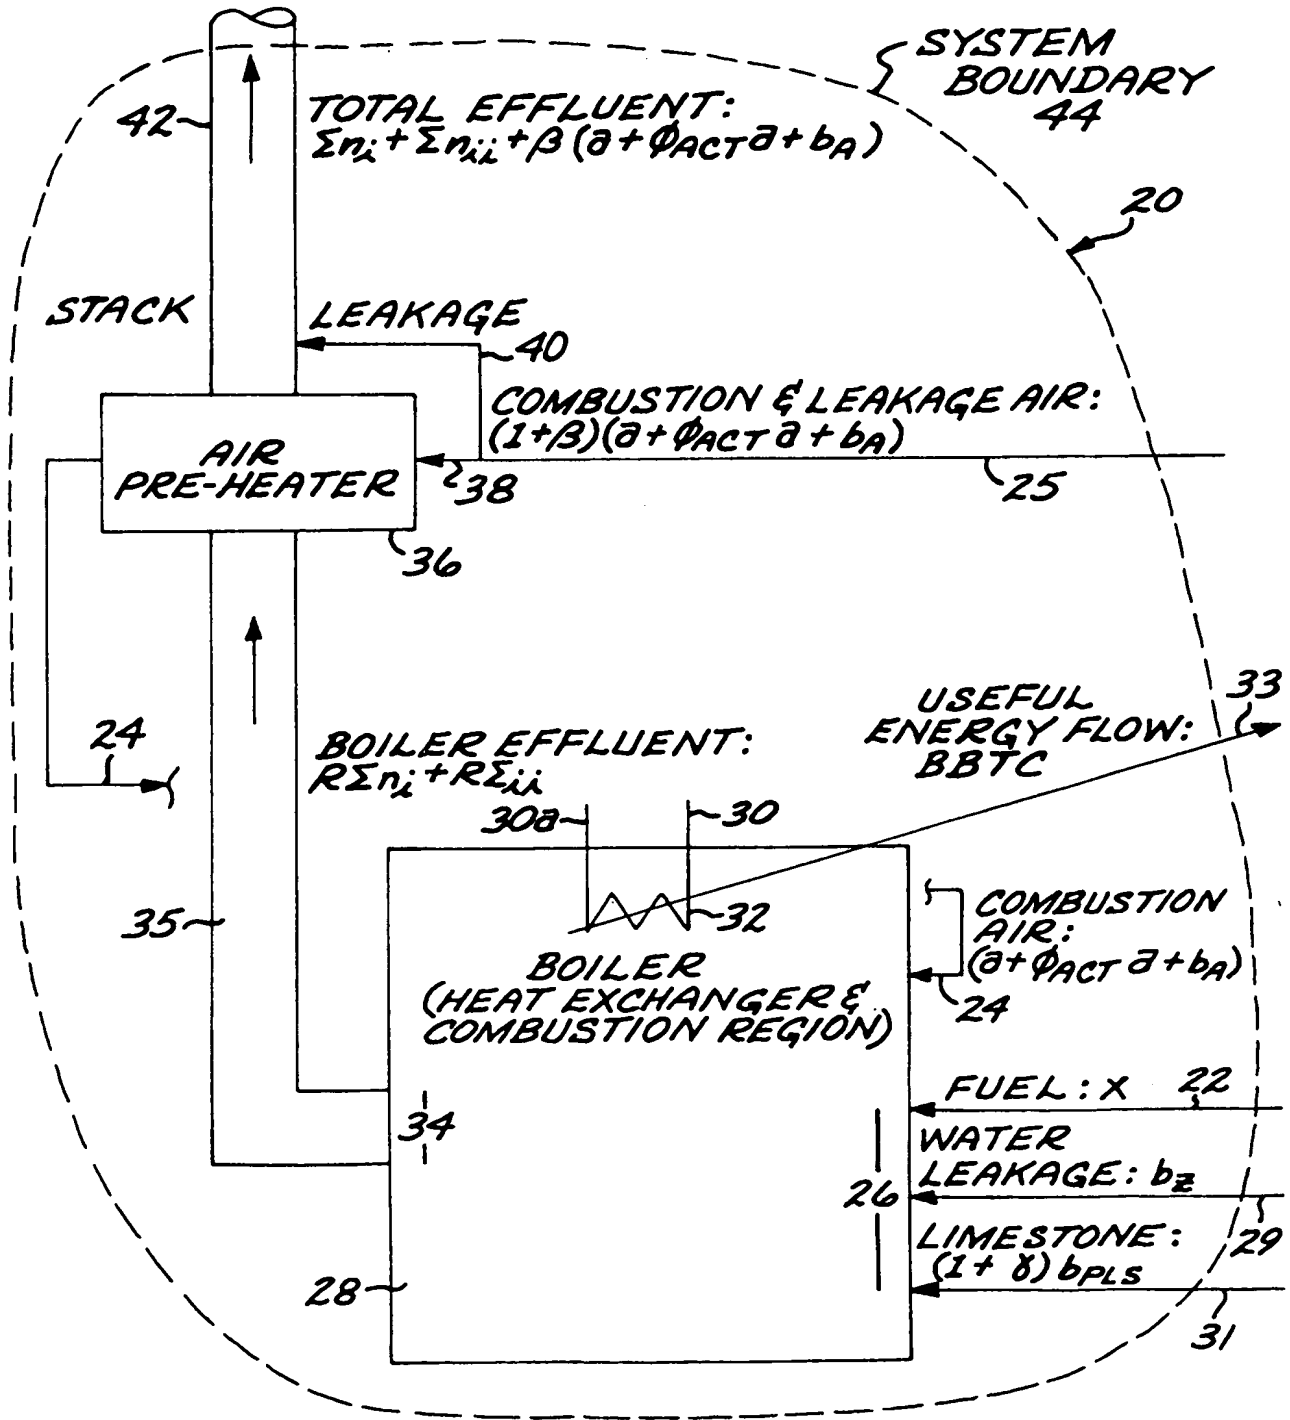 SYSTEM
BOUNDARY
44
42
TOTAL EFFLUENT:
Σnᵢ + Σnᵢᵢ + β(a + ϕACT a + bA)
20
STACK
LEAKAGE
40
COMBUSTION & LEAKAGE AIR:
(1+β)(a + ϕACT a + bA)
AIR
PRE-HEATER
38
25
36
33
USEFUL
ENERGY FLOW:
BBTC
24
BOILER EFFLUENT:
RΣnᵢ + RΣᵢᵢ
30a
30
35
32
COMBUSTION
AIR:
(a + ϕACT a + bA)
24
BOILER
(HEAT EXCHANGER &
COMBUSTION REGION)
FUEL: X
22
34
WATER
LEAKAGE: bZ
26
29
LIMESTONE:
(1 + γ) bPLS
28
31